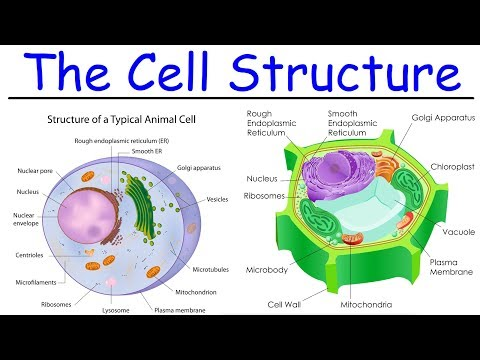 The Cell Structure
Structure of a Typical Animal Cell
Rough endoplasmic reticulum (ER)
Smooth ER
Nuclear pore
Golgi apparatus
Nucleus
Vesicles
Nuclear
envelope
Centrioles
Microtubules
Microfilaments
Mitochondrion
Ribosomes
Lysosome
Plasma membrane
Rough
Endoplasmic
Reticulum
Smooth
Endoplasmic
Reticulum
Golgi Apparatus
Chloroplast
Nucleus
Ribosomes
Vacuole
Plasma
Membrane
Microbody
Cell Wall
Mitochondria